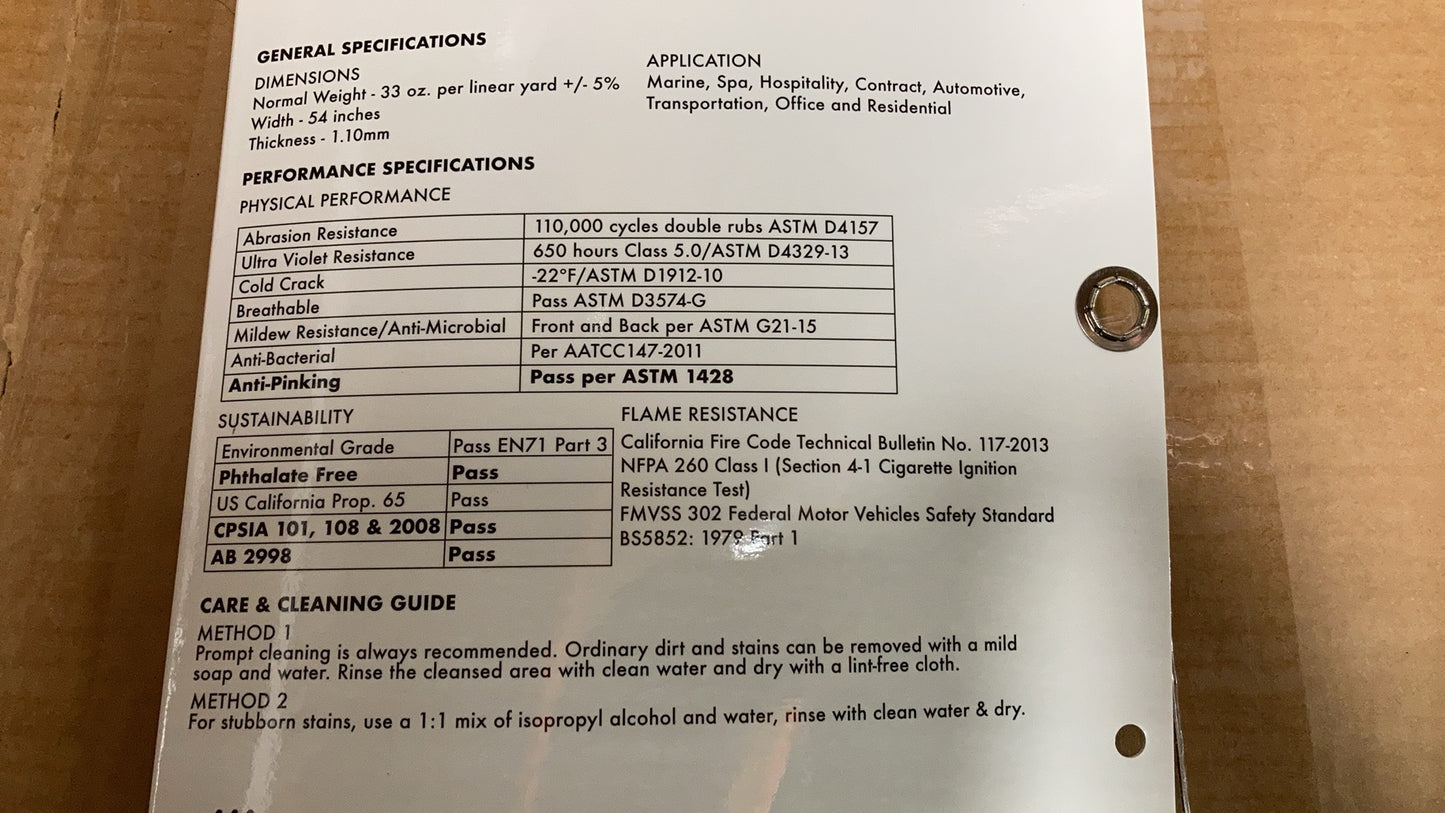 GENERAL SPECIFICATIONS
DIMENSIONS
Normal Weight - 33 oz. per linear yard +/- 5%
Width - 54 inches
Thickness - 1.10mm
APPLICATION
Marine, Spa, Hospitality, Contract, Automotive,
Transportation, Office and Residential
PERFORMANCE SPECIFICATIONS
PHYSICAL PERFORMANCE
Abrasion Resistance 110,000 cycles double rubs ASTM D4157
Ultra Violet Resistance 650 hours Class 5.0/ASTM D4329-13
Cold Crack -22°F/ASTM D1912-10
Breathable Pass ASTM D3574-G
Mildew Resistance/Anti-Microbial Front and Back per ASTM G21-15
Anti-Bacterial Per AATCC147-2011
Anti-Pinking Pass per ASTM 1428
SUSTAINABILITY
Environmental Grade Pass EN71 Part 3
Phthalate Free Pass
US California Prop. 65 Pass
CPSIA 101, 108 & 2008 Pass
AB 2998 Pass
FLAME RESISTANCE
California Fire Code Technical Bulletin No. 117-2013
NFPA 260 Class I (Section 4-1 Cigarette Ignition
Resistance Test)
FMVSS 302 Federal Motor Vehicles Safety Standard
BS5852: 1979 Part 1
CARE & CLEANING GUIDE
METHOD 1
Prompt cleaning is always recommended. Ordinary dirt and stains can be removed with a mild
soap and water. Rinse the cleansed area with clean water and dry with a lint-free cloth.
METHOD 2
For stubborn stains, use a 1:1 mix of isopropyl alcohol and water, rinse with clean water & dry.